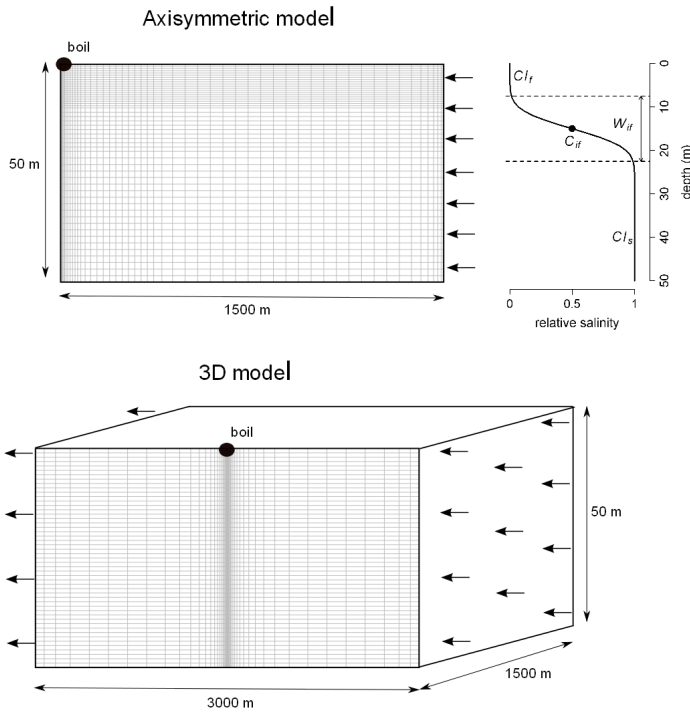 Axisymmetric model
boil
50 m
1500 m
Cl_f
W_if
C_if
Cl_s
0
10
20
30
40
50
depth (m)
0 0.5 1
relative salinity
3D model
boil
50 m
1500 m
3000 m